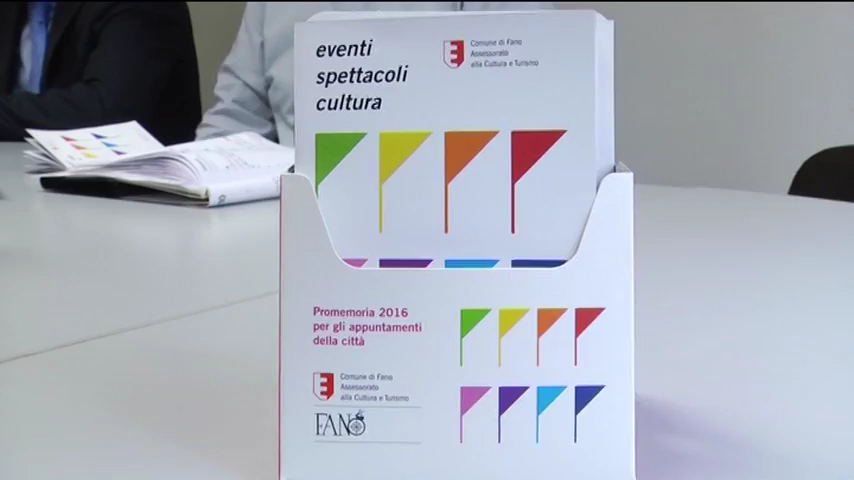 eventi
spettacoli
cultura
Comune di Fano
Assessorato
alla Cultura e Turismo
Promemoria 2016
per gli appuntamenti
della città
Comune di Fano
Assessorato
alla Cultura e Turismo
FANO